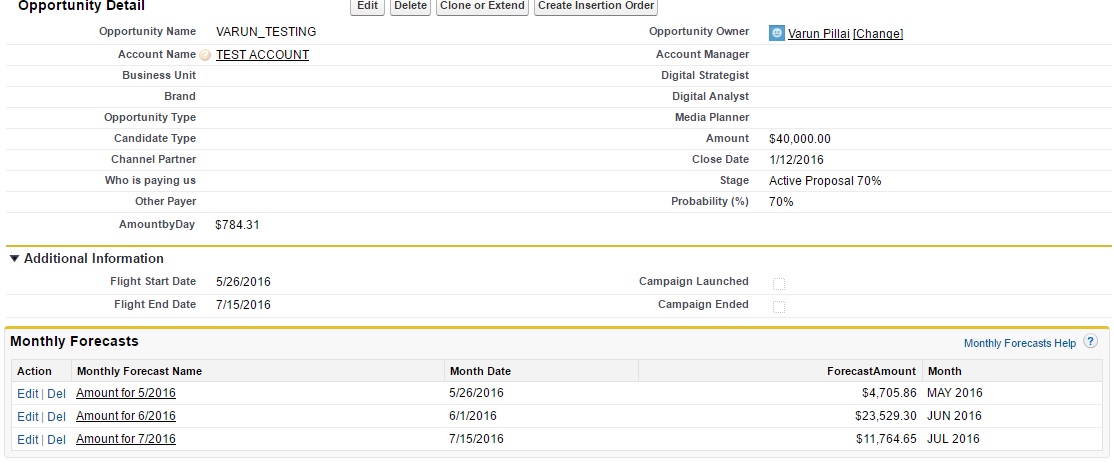 Opportunity Detail Edit Delete Clone or Extend Create Insertion Order
Opportunity Name VARUN_TESTING Opportunity Owner Varun Pillai [Change]
Account Name TEST ACCOUNT Account Manager
Business Unit Digital Strategist
Brand Digital Analyst
Opportunity Type Media Planner
Candidate Type Amount $40,000.00
Channel Partner Close Date 1/12/2016
Who is paying us Stage Active Proposal 70%
Other Payer Probability (%) 70%
AmountbyDay $784.31
Additional Information
Flight Start Date 5/26/2016 Campaign Launched
Flight End Date 7/15/2016 Campaign Ended
Monthly Forecasts Monthly Forecasts Help ?
Action Monthly Forecast Name Month Date ForecastAmount Month
Edit | Del Amount for 5/2016 5/26/2016 $4,705.86 MAY 2016
Edit | Del Amount for 6/2016 6/1/2016 $23,529.30 JUN 2016
Edit | Del Amount for 7/2016 7/15/2016 $11,764.65 JUL 2016